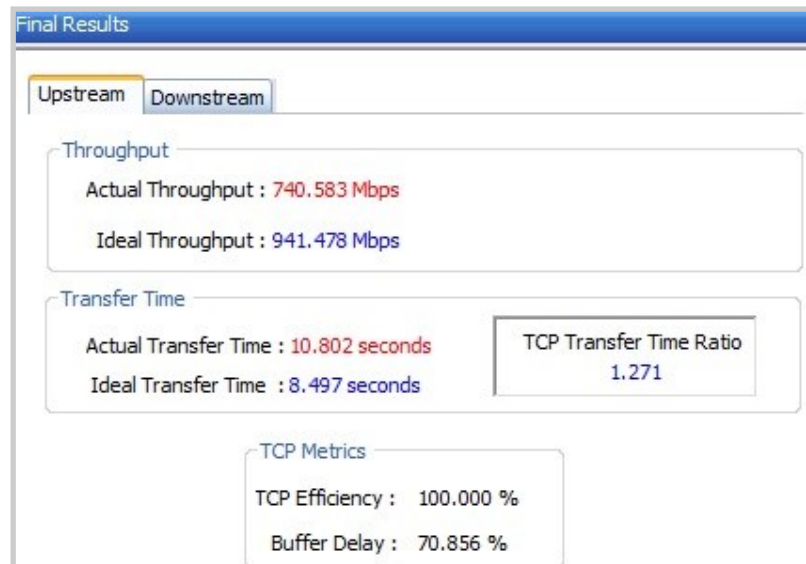 Final Results
Upstream Downstream
Throughput
Actual Throughput : 740.583 Mbps
Ideal Throughput : 941.478 Mbps
Transfer Time
Actual Transfer Time : 10.802 seconds
Ideal Transfer Time : 8.497 seconds
TCP Transfer Time Ratio
1.271
TCP Metrics
TCP Efficiency : 100.000 %
Buffer Delay : 70.856 %